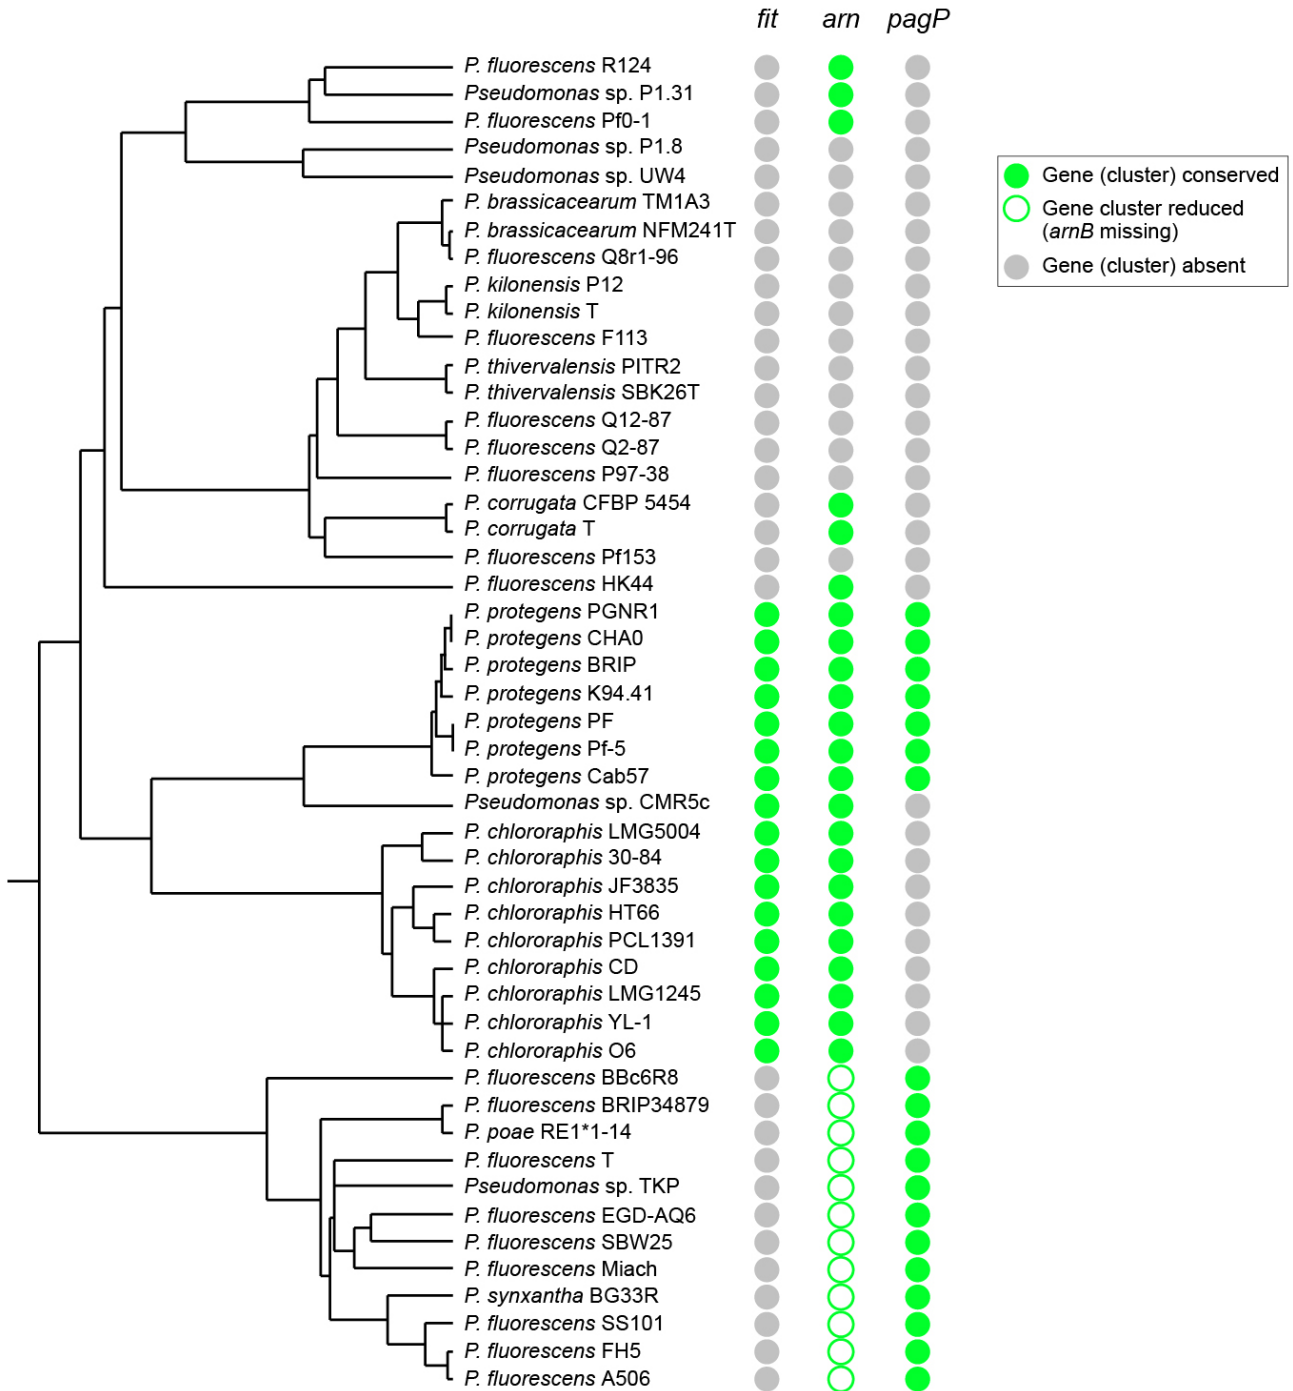 fit arn pagP
P. fluorescens R124
Pseudomonas sp. P1.31
P. fluorescens Pf0-1
Pseudomonas sp. P1.8
Pseudomonas sp. UW4
P. brassicacearum TM1A3
P. brassicacearum NFM241T
P. fluorescens Q8r1-96
P. kilonensis P12
P. kilonensis T
P. fluorescens F113
P. thivervalensis PITR2
P. thivervalensis SBK26T
P. fluorescens Q12-87
P. fluorescens Q2-87
P. fluorescens P97-38
P. corrugata CFBP 5454
P. corrugata T
P. fluorescens Pf153
P. fluorescens HK44
P. protegens PGNR1
P. protegens CHA0
P. protegens BRIP
P. protegens K94.41
P. protegens PF
P. protegens Pf-5
P. protegens Cab57
Pseudomonas sp. CMR5c
P. chlororaphis LMG5004
P. chlororaphis 30-84
P. chlororaphis JF3835
P. chlororaphis HT66
P. chlororaphis PCL1391
P. chlororaphis CD
P. chlororaphis LMG1245
P. chlororaphis YL-1
P. chlororaphis O6
P. fluorescens BBc6R8
P. fluorescens BRIP34879
P. poae RE1*1-14
P. fluorescens T
Pseudomonas sp. TKP
P. fluorescens EGD-AQ6
P. fluorescens SBW25
P. fluorescens Miach
P. synxantha BG33R
P. fluorescens SS101
P. fluorescens FH5
P. fluorescens A506
Gene (cluster) conserved
Gene cluster reduced
(arnB missing)
Gene (cluster) absent